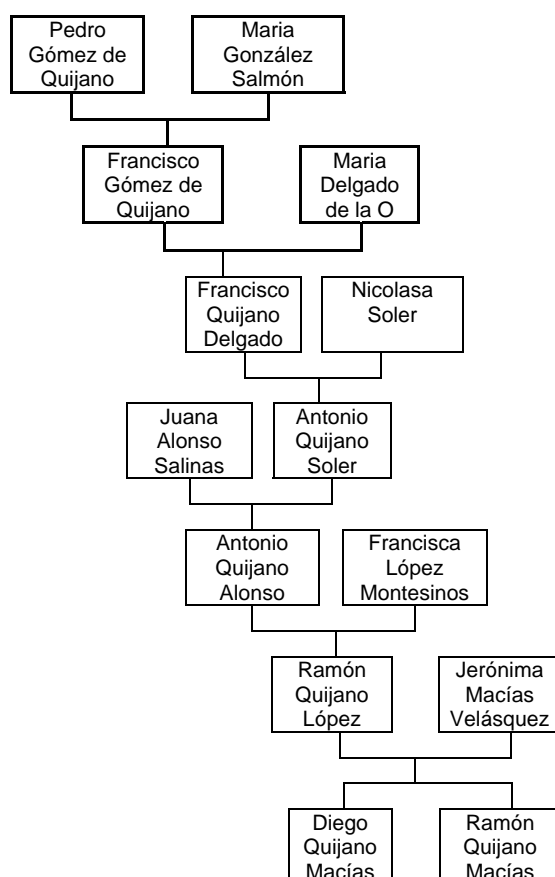 Pedro
Gómez de
Quijano
Maria
González
Salmón
Francisco
Gómez de
Quijano
Maria
Delgado
de la O
Francisco
Quijano
Delgado
Nicolasa
Soler
Juana
Alonso
Salinas
Antonio
Quijano
Soler
Antonio
Quijano
Alonso
Francisca
López
Montesinos
Ramón
Quijano
López
Jerónima
Macías
Velásquez
Diego
Quijano
Macías
Ramón
Quijano
Macías